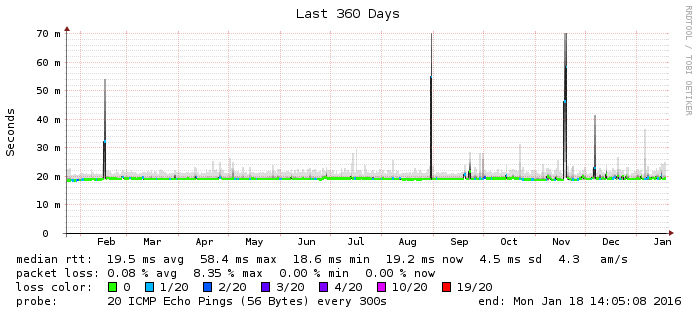 Last 360 Days
RRDTOOL / TOBI OETIKER
Seconds
70 m
60 m
50 m
40 m
30 m
20 m
10 m
0
Feb Mar Apr May Jun Jul Aug Sep Oct Nov Dec Jan
median rtt: 19.5 ms avg 58.4 ms max 18.6 ms min 19.2 ms now 4.5 ms sd 4.3 am/s
packet loss: 0.08 % avg 8.35 % max 0.00 % min 0.00 % now
loss color: 0 1/20 2/20 3/20 4/20 10/20 19/20
probe: 20 ICMP Echo Pings (56 Bytes) every 300s end: Mon Jan 18 14:05:08 2016